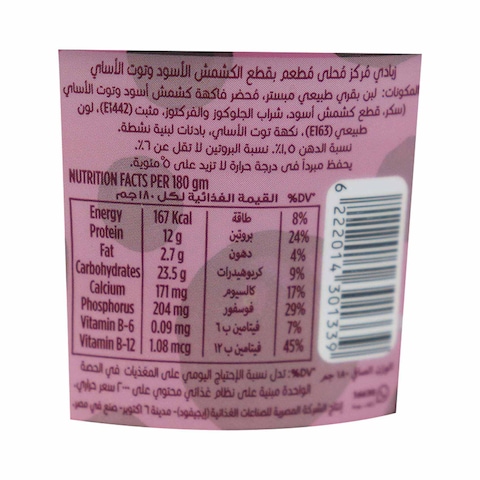 زبادي مُركز مُحلى مُطعم بقطع الكشمش الأسود وتوت الأساي
المكونات: لبن بقري طبيعي مبستر، مُحضر فاكهة كشمش أسود وتوت الأساي
(سكر، قطع كشمش أسود، شراب الجلوكوز والفركتوز، مثبت (E1442)، لون
طبيعي (E163)، نكهة توت الأساي، بادئات لبنية نشطة.
نسبة الدهن ١,٥٪، نسبة البروتين لا تقل عن ٦٪.
يحفظ مبرداً في درجة حرارة لا تزيد على ٥ مئوية.
NUTRITION FACTS PER 180 gm
القيمة الغذائية لكل ١٨٠ جم %DV*
Energy 167 Kcal طاقة 8%
Protein 12 g بروتين 24%
Fat 2.7 g دهون 4%
Carbohydrates 23.5 g كربوهيدرات 9%
Calcium 171 mg كالسيوم 17%
Phosphorus 204 mg فوسفور 29%
Vitamin B-6 0.09 mg فيتامين ب ٦ 7%
Vitamin B-12 1.08 mcg فيتامين ب ١٢ 45%
6 222014 301339
%DV*: تدل نسبة الإحتياج اليومي على المغذيات في الحصة
الواحدة مبنية على نظام غذائي محتوي على ٢٠٠٠ سعر حراري.
إنتاج الشركة المصرية للصناعات الغذائية (إيجيفود)- مدينة ٦ أكتوبر- صنع في مصر.
الوزن الصافي ١٨٠ جم